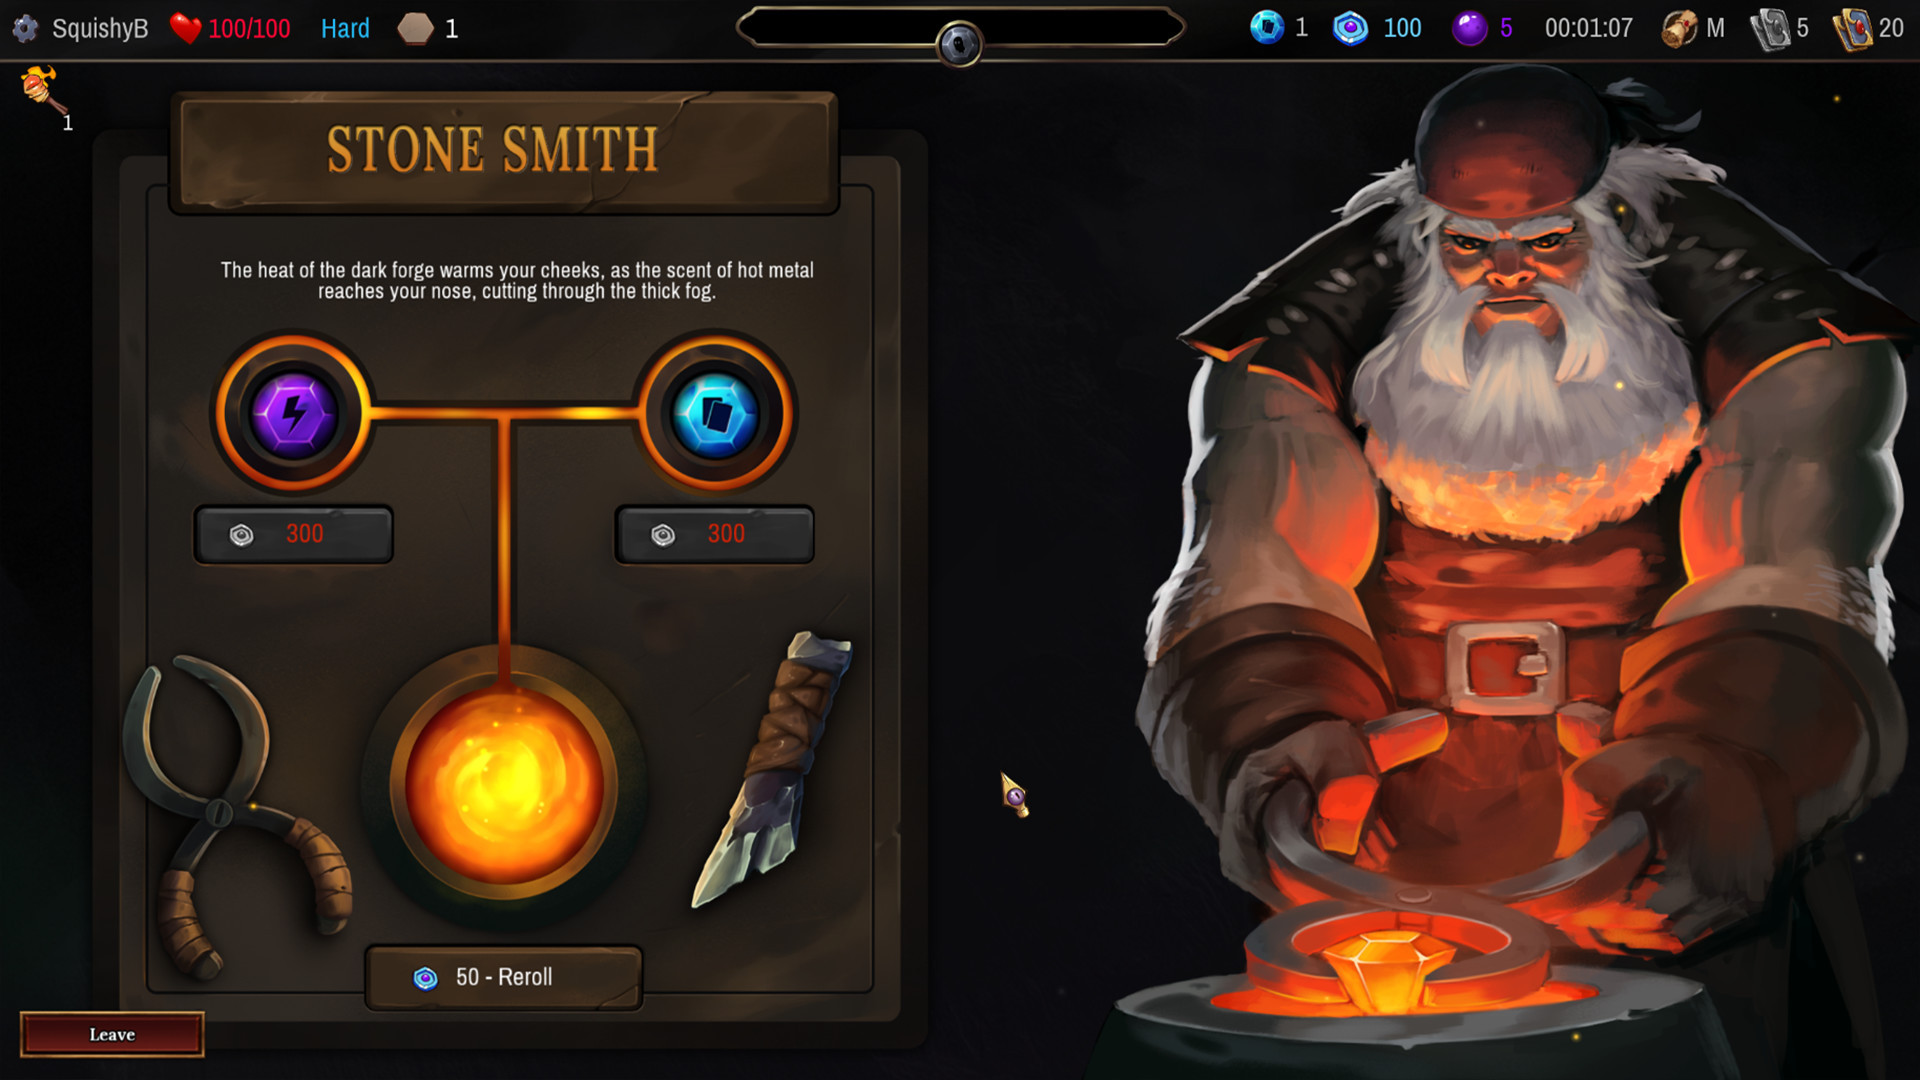 SquishyB 100/100 Hard 1 1 100 5 00:01:07 M 5 20
1
STONE SMITH
The heat of the dark forge warms your cheeks, as the scent of hot metal
reaches your nose, cutting through the thick fog.
300 300
50 - Reroll
Leave